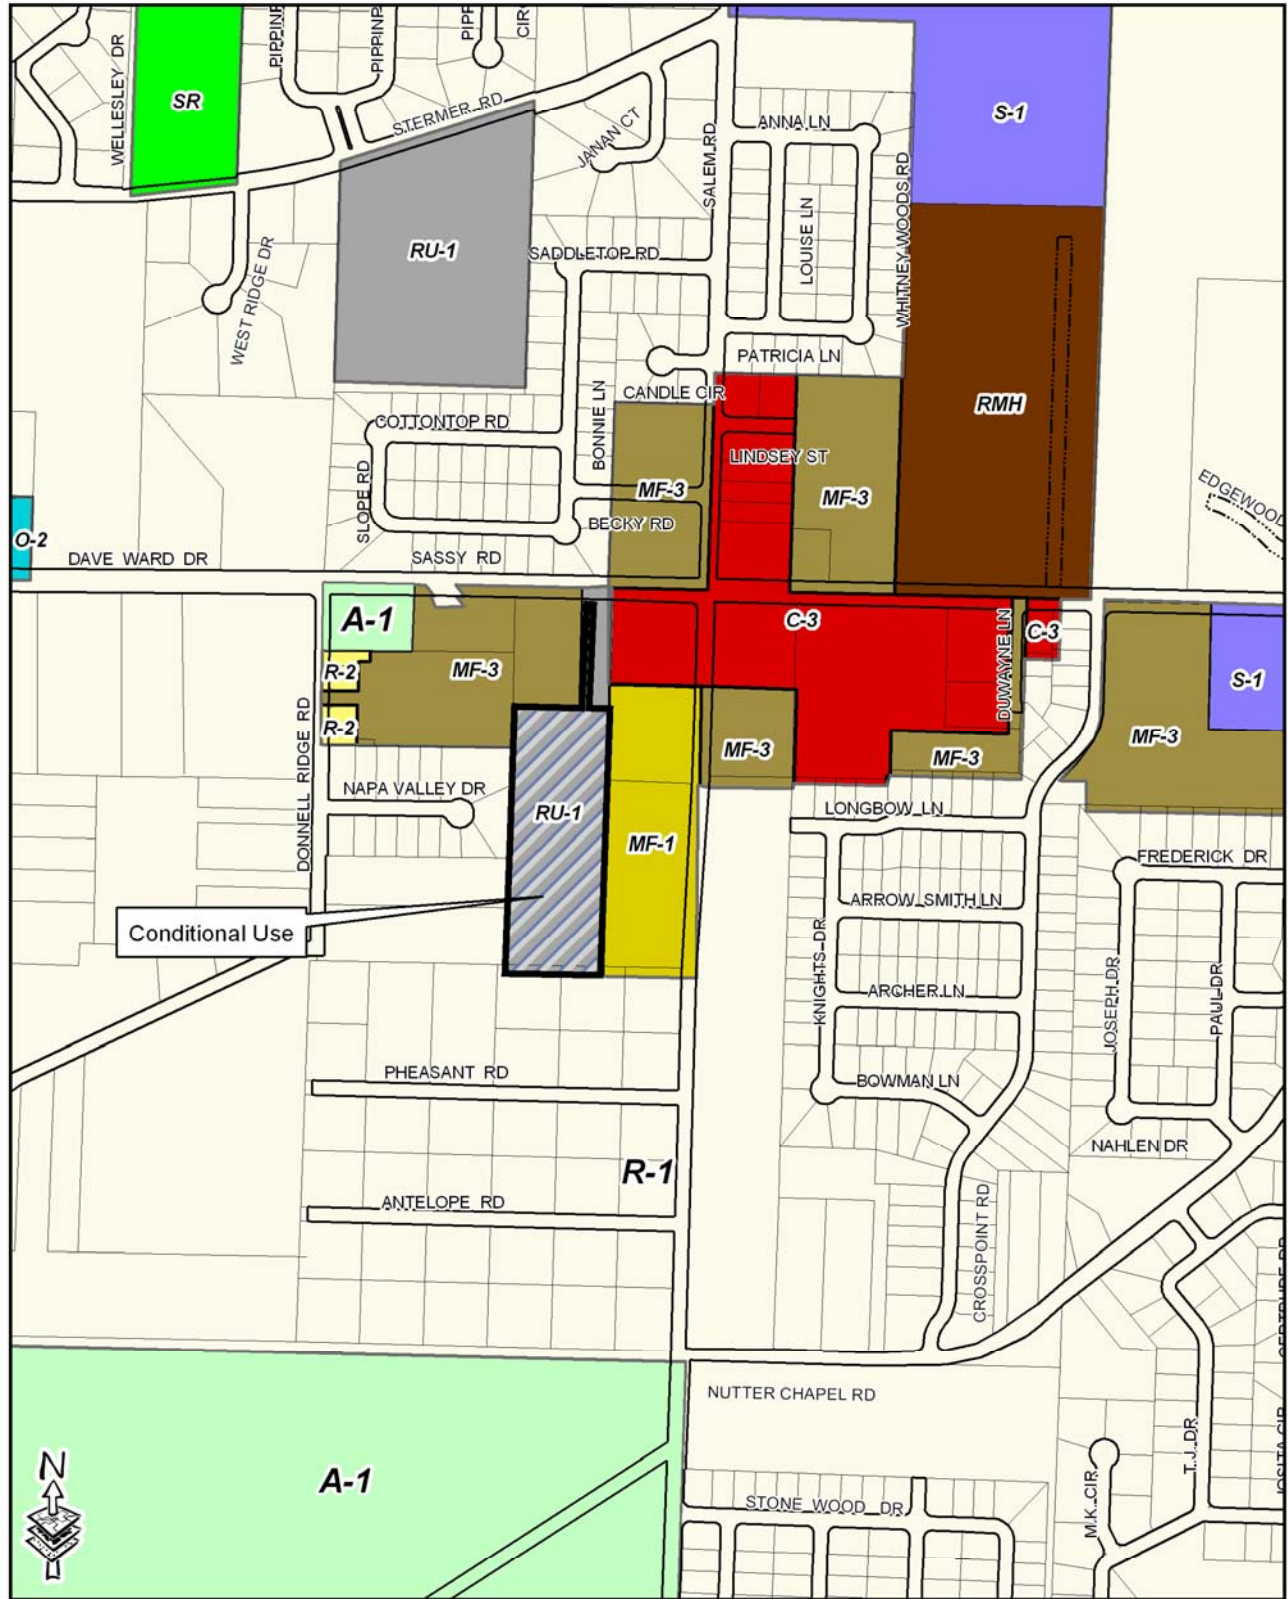 WELLESLEY DR
SR
PIPPINP
PIPPINP
PIPP
CIRC
STERMER RD
JANAN CT
SALEM RD
ANNA LN
LOUISE LN
WHITNEY WOODS RD
S-1
RU-1
WEST RIDGE DR
SADDLETOP RD
PATRICIA LN
CANDLE CIR
BONNIE LN
COTTONTOP RD
SLOPE RD
LINDSEY ST
MF-3
MF-3
RMH
BECKY RD
EDGEWOOD
O-2
DAVE WARD DR
SASSY RD
A-1
C-3
C-3
DUWAYNE LN
R-2
MF-3
R-2
S-1
MF-3
MF-3
MF-3
DONNELL RIDGE RD
NAPA VALLEY DR
RU-1
MF-1
LONGBOW LN
FREDERICK DR
ARROW SMITH LN
Conditional Use
KNIGHTS DR
ARCHER LN
JOSEPH DR
PAUL DR
PHEASANT RD
BOWMAN LN
NAHLEN DR
R-1
ANTELOPE RD
CROSSPOINT RD
GERTRUDE RD
NUTTER CHAPEL RD
T.J. DR
M.K. CIR
A-1
N
STONE WOOD DR